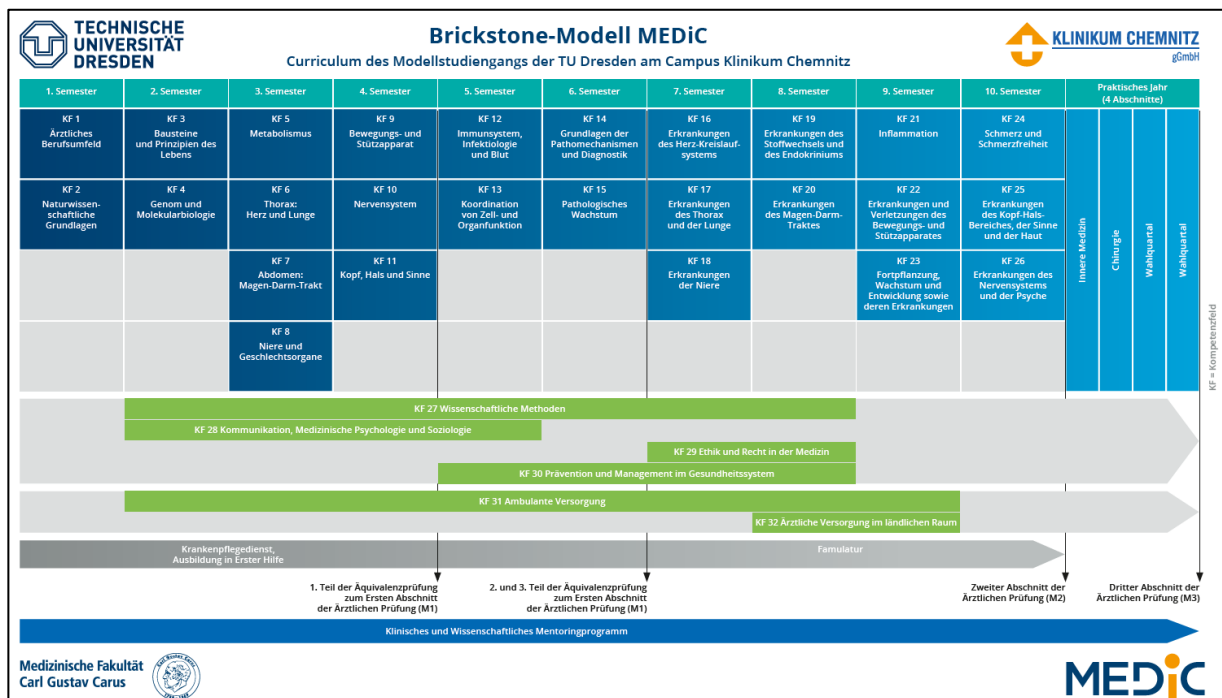 TECHNISCHE
UNIVERSITÄT
DRESDEN
Brickstone-Modell MEDiC
Curriculum des Modellstudiengangs der TU Dresden am Campus Klinikum Chemnitz
KLINIKUM CHEMNITZ
gGmbH
1. Semester
2. Semester
3. Semester
4. Semester
5. Semester
6. Semester
7. Semester
8. Semester
9. Semester
10. Semester
Praktisches Jahr
(4 Abschnitte)
KF 1
Ärztliches
Berufsumfeld
KF 3
Bausteine
und Prinzipien des
Lebens
KF 5
Metabolismus
KF 9
Bewegungs- und
Stützapparat
KF 12
Immunsystem,
Infektiologie
und Blut
KF 14
Grundlagen der
Pathomechanismen
und Diagnostik
KF 16
Erkrankungen
des Herz-Kreislauf-
systems
KF 19
Erkrankungen des
Stoffwechsels und
des Endokriniums
KF 21
Inflammation
KF 24
Schmerz und
Schmerzfreiheit
KF 2
Naturwissen-
schaftliche
Grundlagen
KF 4
Genom und
Molekularbiologie
KF 6
Thorax:
Herz und Lunge
KF 10
Nervensystem
KF 13
Koordination
von Zell- und
Organfunktion
KF 15
Pathologisches
Wachstum
KF 17
Erkrankungen
des Thorax
und der Lunge
KF 20
Erkrankungen
des Magen-Darm-
Traktes
KF 22
Erkrankungen und
Verletzungen des
Bewegungs- und
Stützapparates
KF 25
Erkrankungen
des Kopf-Hals-
Bereiches, der Sinne
und der Haut
KF 7
Abdomen:
Magen-Darm-Trakt
KF 11
Kopf, Hals und Sinne
KF 18
Erkrankungen
der Niere
KF 23
Fortpflanzung,
Wachstum und
Entwicklung sowie
deren Erkrankungen
KF 26
Erkrankungen des
Nervensystems
und der Psyche
KF 8
Niere und
Geschlechtsorgane
Innere Medizin
Chirurgie
Wahlquartal
Wahlquartal
KF = Kompetenzfeld
KF 27 Wissenschaftliche Methoden
KF 28 Kommunikation, Medizinische Psychologie und Soziologie
KF 29 Ethik und Recht in der Medizin
KF 30 Prävention und Management im Gesundheitssystem
KF 31 Ambulante Versorgung
KF 32 Ärztliche Versorgung im ländlichen Raum
Krankenpflegedienst,
Ausbildung in Erster Hilfe
Famulatur
1. Teil der Äquivalenzprüfung
zum Ersten Abschnitt
der Ärztlichen Prüfung (M1)
2. und 3. Teil der Äquivalenzprüfung
zum Ersten Abschnitt
der Ärztlichen Prüfung (M1)
Zweiter Abschnitt der
Ärztlichen Prüfung (M2)
Dritter Abschnitt der
Ärztlichen Prüfung (M3)
Klinisches und Wissenschaftliches Mentoringprogramm
Medizinische Fakultät
Carl Gustav Carus
MEDiC